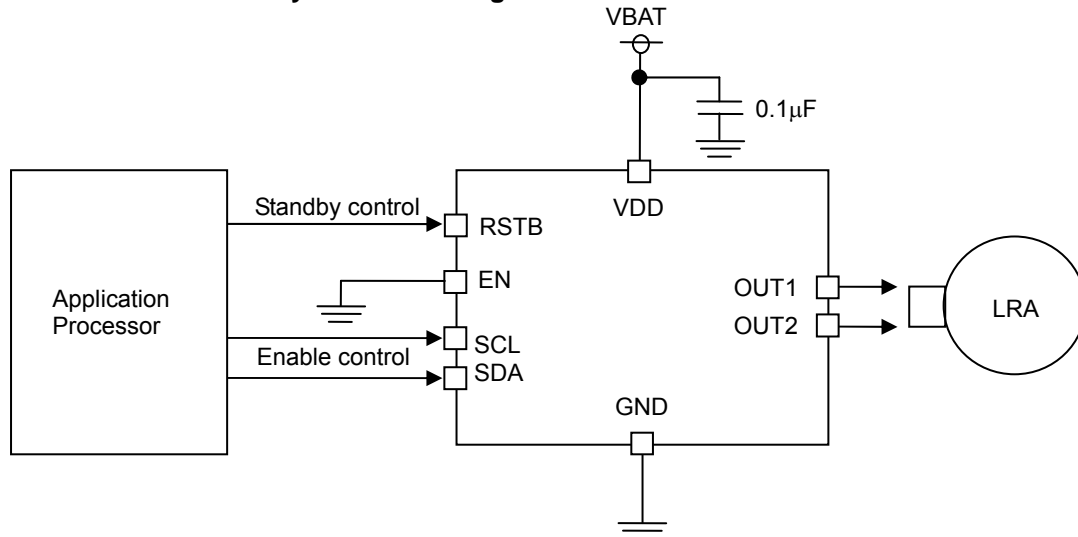 VBAT
0.1µF
VDD
Standby control
RSTB
EN
Application
Processor
OUT1
OUT2
LRA
SCL
Enable control
SDA
GND